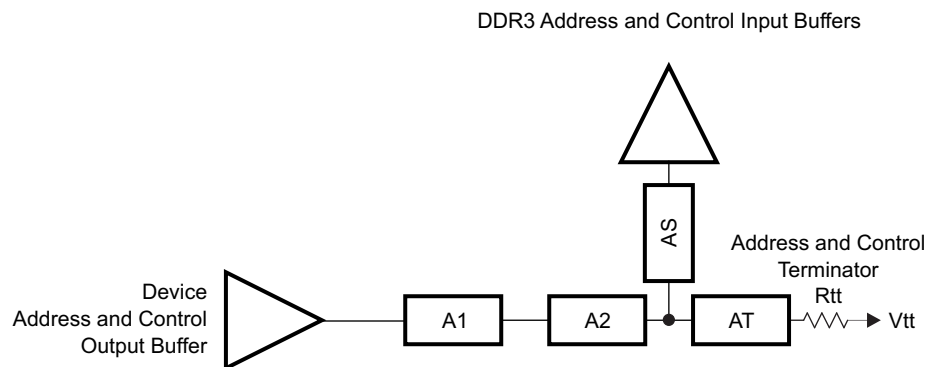 DDR3 Address and Control Input Buffers
AS
Address and Control
Terminator
Rtt
Device
Address and Control
Output Buffer
A1
A2
AT
Vtt